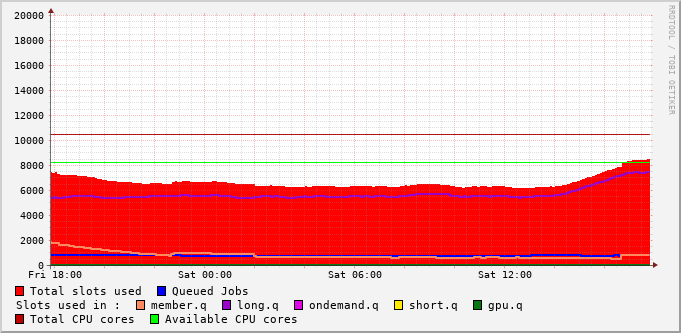 20000
18000
16000
14000
12000
10000
8000
6000
4000
2000
0
Fri 18:00 Sat 00:00 Sat 06:00 Sat 12:00
Total slots used Queued Jobs
Slots used in : member.q long.q ondemand.q short.q gpu.q
Total CPU cores Available CPU cores
RRDTOOL / TOBI OETIKER